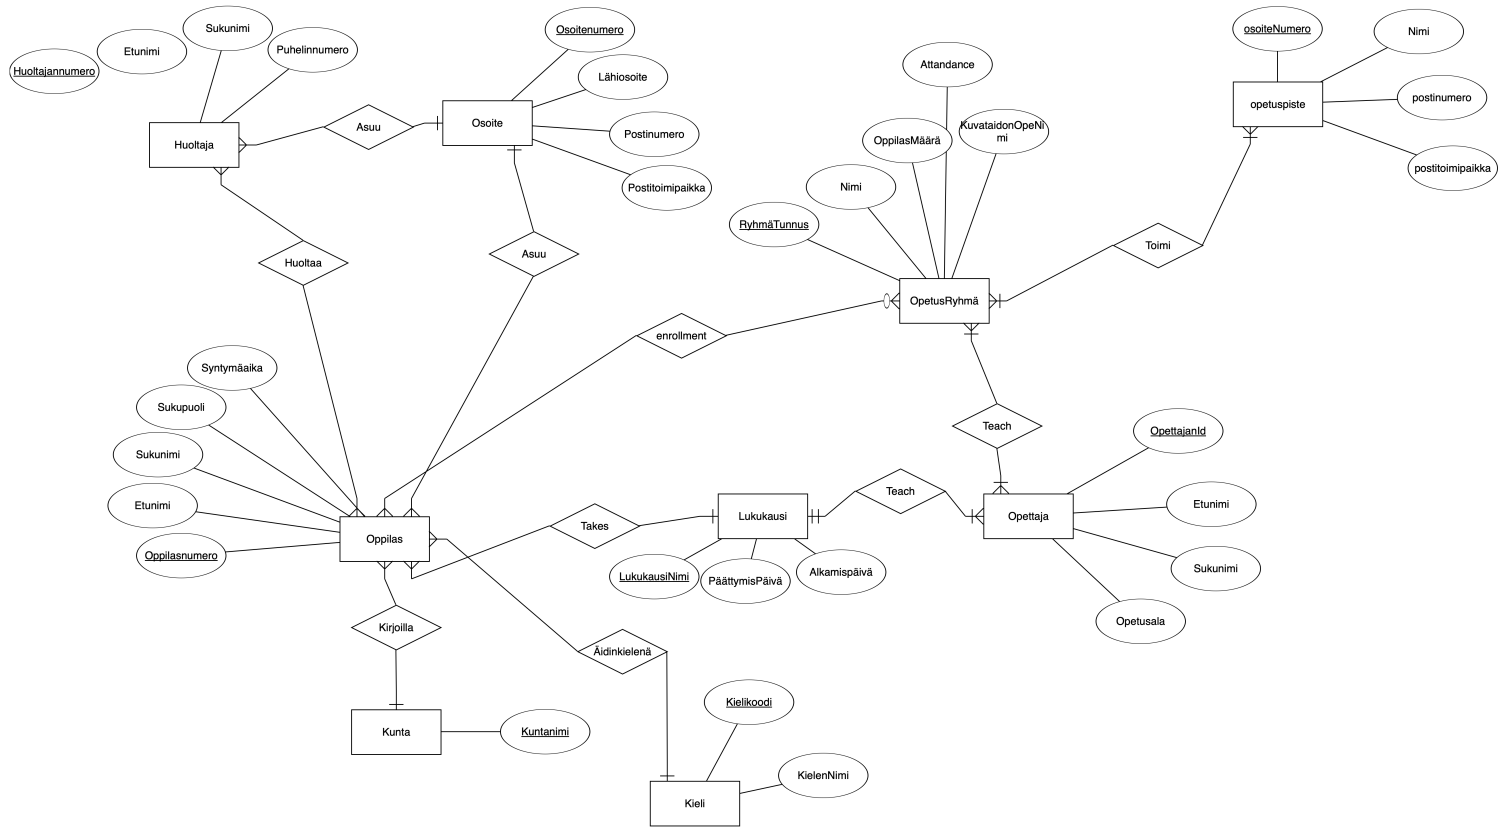 Sukunimi
Osoitenumero
osoiteNumero
Nimi
Huoltajannumero
Etunimi
Puhelinnumero
Lähiosoite
Attandance
postinumero
Asuu
Osoite
opetuspiste
Huoltaja
Postinumero
OppilasMäärä
KuvataidonOpeNi
mi
postitoimipaikka
Postitoimipaikka
Nimi
RyhmäTunnus
Toimi
Huoltaa
Asuu
OpetusRyhmä
enrollment
Syntymäaika
Sukupuoli
Teach
OpettajanId
Sukunimi
Teach
Etunimi
Etunimi
Lukukausi
Opettaja
Takes
Oppilas
Oppilasnumero
Sukunimi
LukukausiNimi
PäättymisPäivä
Alkamispäivä
Opetusala
Kirjoilla
Äidinkielenä
Kielikoodi
Kunta
Kuntanimi
KielenNimi
Kieli